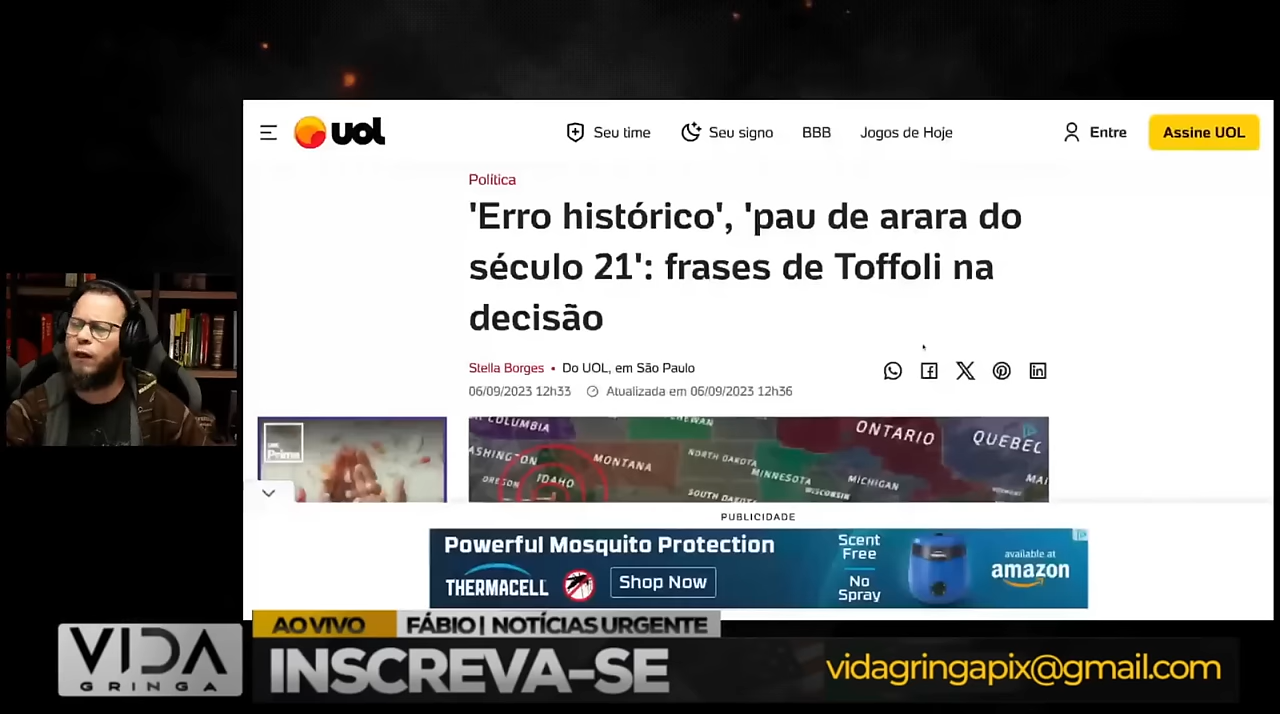 uol
Seu time
Seu signo
BBB
Jogos de Hoje
Entre
Assine UOL
Política
'Erro histórico', 'pau de arara do
século 21': frases de Toffoli na
decisão
Stella Borges • Do UOL, em São Paulo
06/09/2023 12h33
Atualizada em 06/09/2023 12h36
Prima
COLUMBIA
ONTARIO
QUEBEC
MONTANA
NORTH DAKOTA
MINNESOTA
OREGON
IDAHO
SOUTH DAKOTA
WISCONSIN
MICHIGAN
PUBLICIDADE
Powerful Mosquito Protection
THERMACELL
Shop Now
Scent
Free
No
Spray
available at
amazon
VIDA
GRINGA
AO VIVO
FÁBIO | NOTÍCIAS URGENTE
INSCREVA-SE
vidagringapix@gmail.com